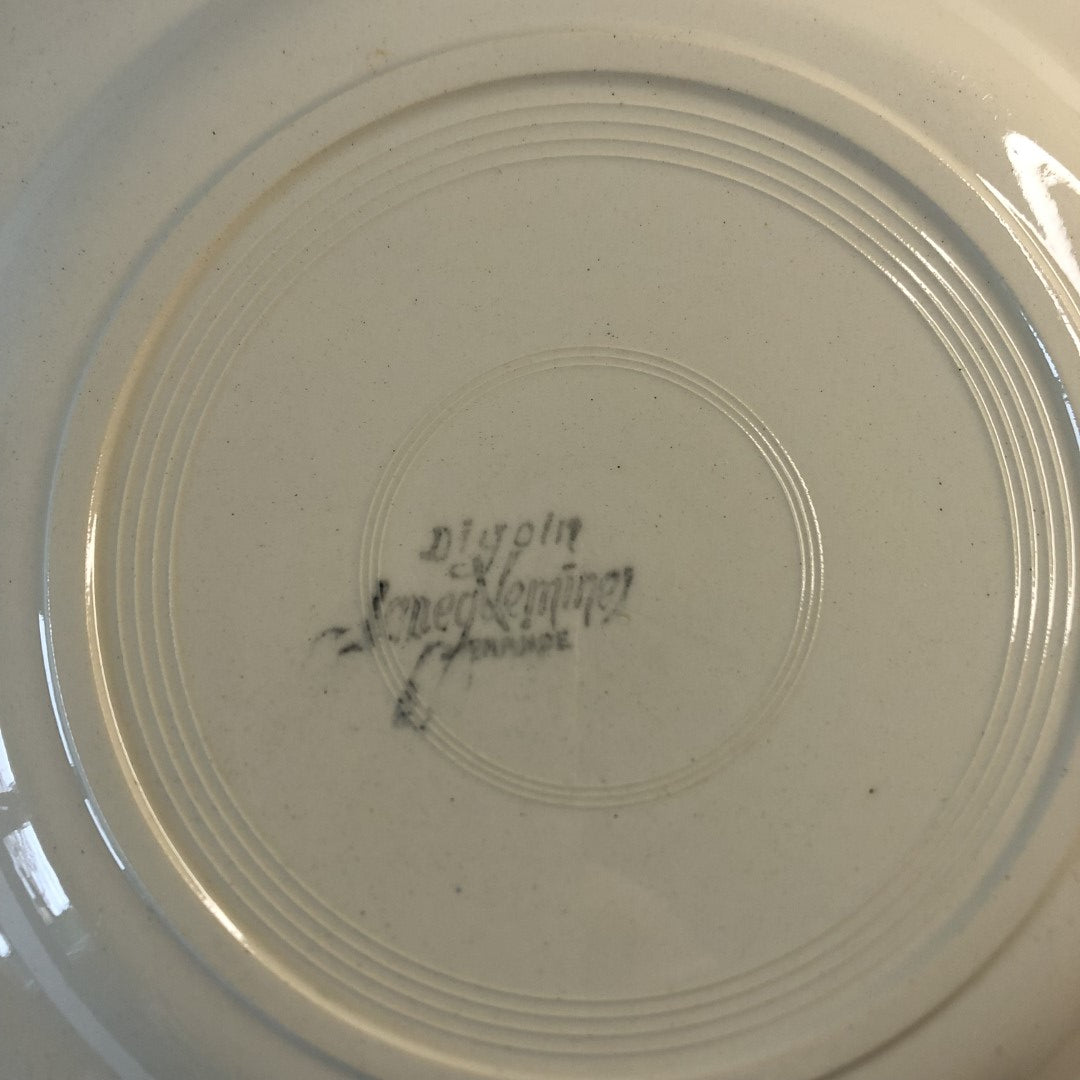 Digoin
&
Sarreguemines
FRANCE